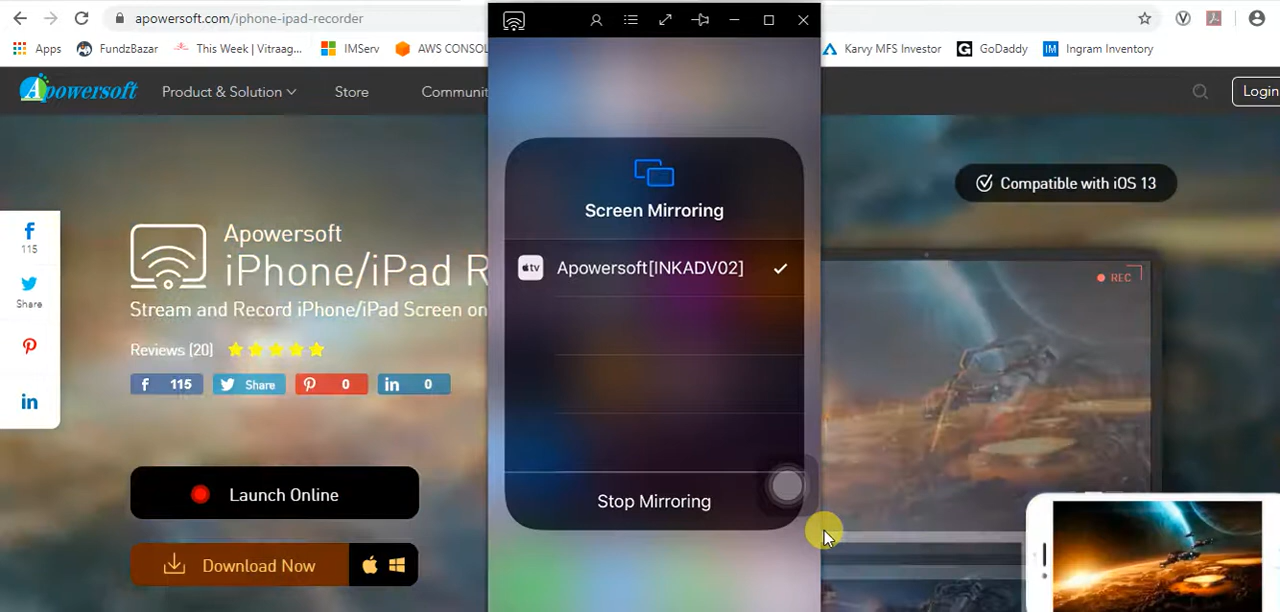 apowersoft.com/iphone-ipad-recorder
Apps
FundzBazar
This Week | Vitraag...
IMServ
AWS CONSOL
Karvy MFS Investor
GoDaddy
IM
Ingram Inventory
Apowersoft
Product & Solution
Store
Communit
Login
Compatible with iOS 13
Screen Mirroring
tv
Apowersoft[INKADV02]
Stop Mirroring
115
Share
Apowersoft
iPhone/iPad R
Stream and Record iPhone/iPad Screen on
Reviews (20)
115
Share
0
0
Launch Online
Download Now
REC